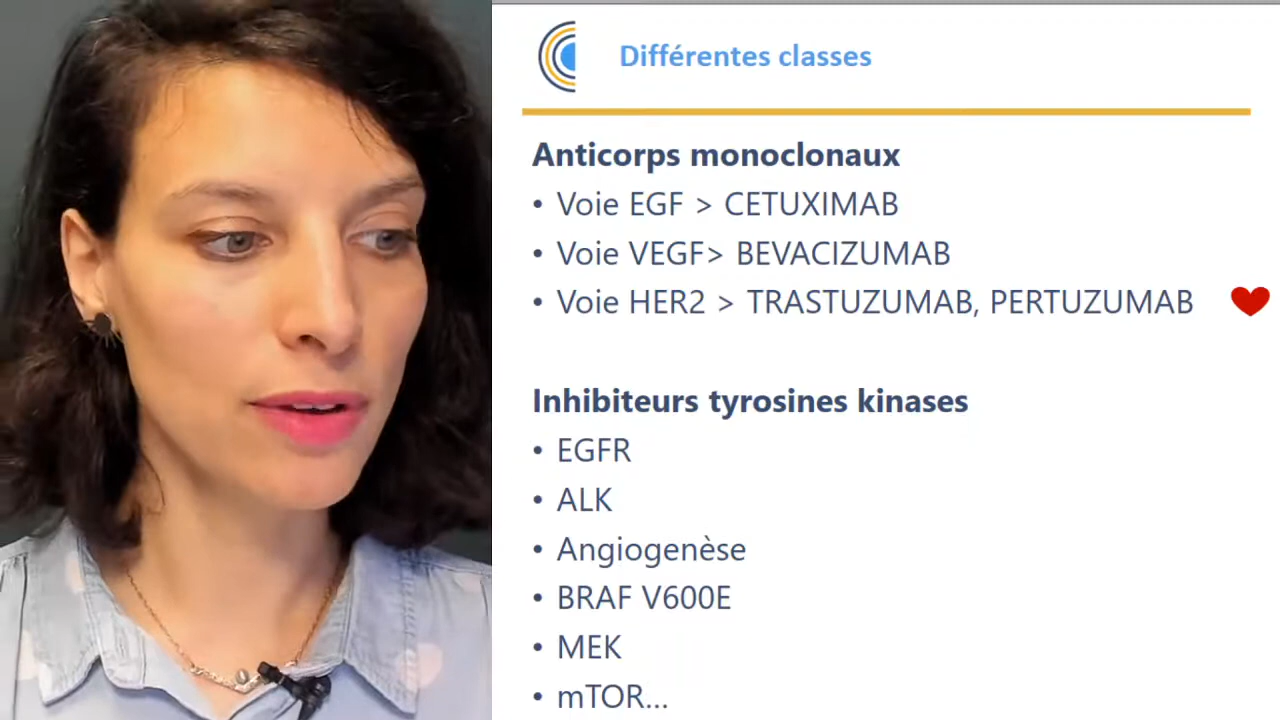 Différentes classes
Anticorps monoclonaux
• Voie EGF > CETUXIMAB
• Voie VEGF> BEVACIZUMAB
• Voie HER2 > TRASTUZUMAB, PERTUZUMAB
Inhibiteurs tyrosines kinases
• EGFR
• ALK
• Angiogenèse
• BRAF V600E
• MEK
• mTOR...